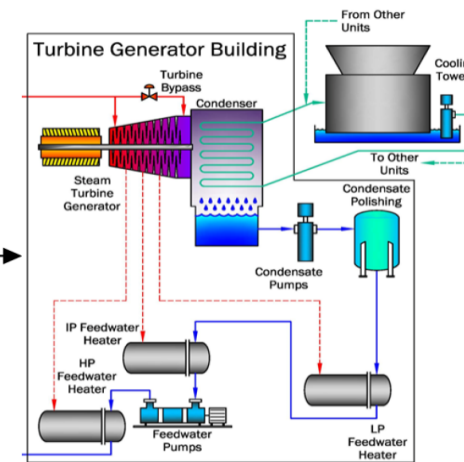 From Other
Units
Turbine Generator Building
Turbine
Bypass
Condenser
To Other
Units
Steam
Turbine
Generator
Condensate
Polishing
Condensate
Pumps
IP Feedwater
Heater
HP
Feedwater
Heater
Feedwater
Pumps
LP
Feedwater
Heater